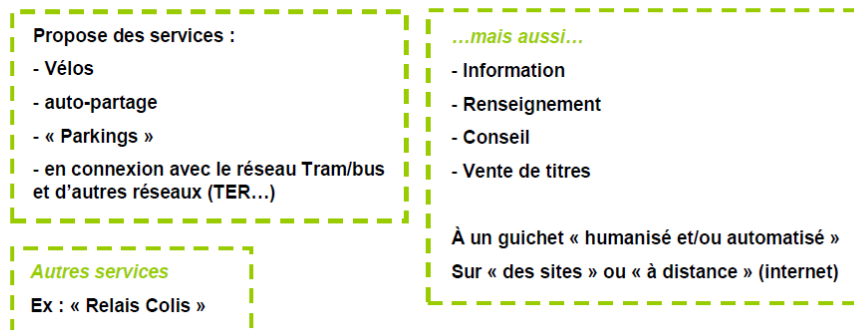 Propose des services :
- Vélos
- auto-partage
- « Parkings »
- en connexion avec le réseau Tram/bus
et d'autres réseaux (TER…)
Autres services
Ex : « Relais Colis »
…mais aussi…
- Information
- Renseignement
- Conseil
- Vente de titres
À un guichet « humanisé et/ou automatisé »
Sur « des sites » ou « à distance » (internet)